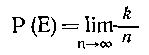 P (E) = lim k/n
n→∞